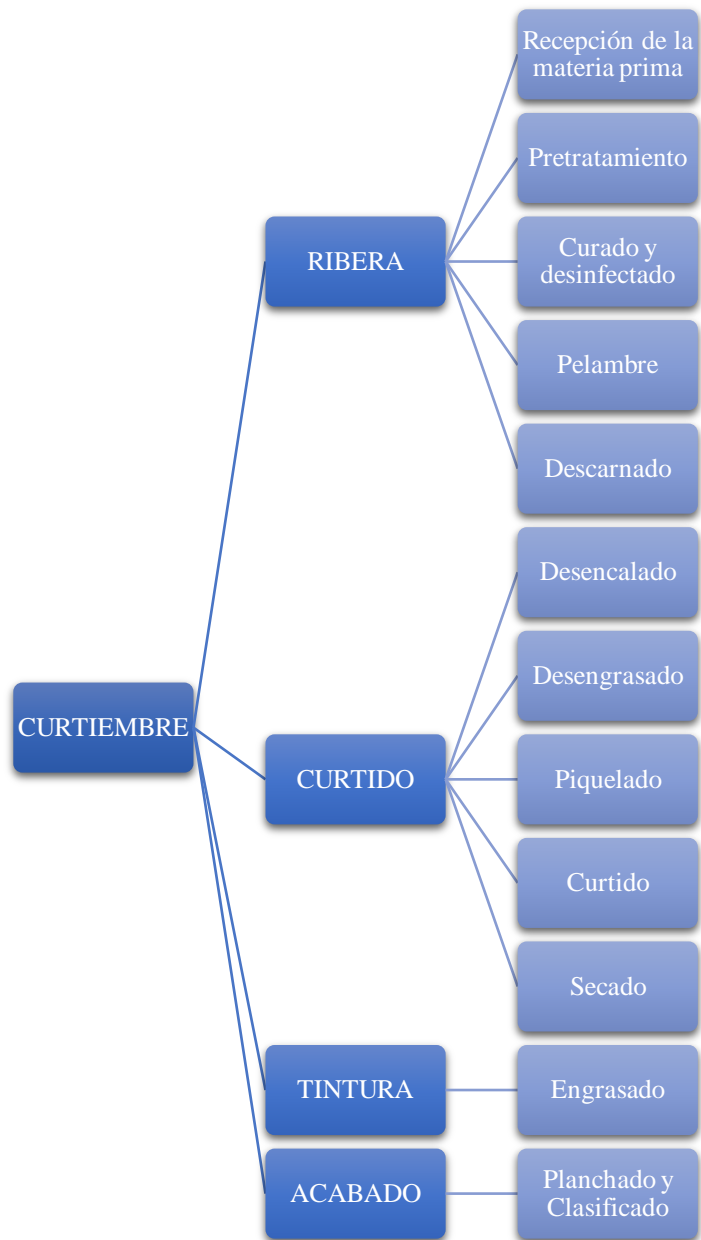 CURTIEMBRE
RIBERA
Recepción de la
materia prima
Pretratamiento
Curado y
desinfectado
Pelambre
Descarnado
CURTIDO
Desencalado
Desengrasado
Piquelado
Curtido
Secado
TINTURA
Engrasado
ACABADO
Planchado y
Clasificado